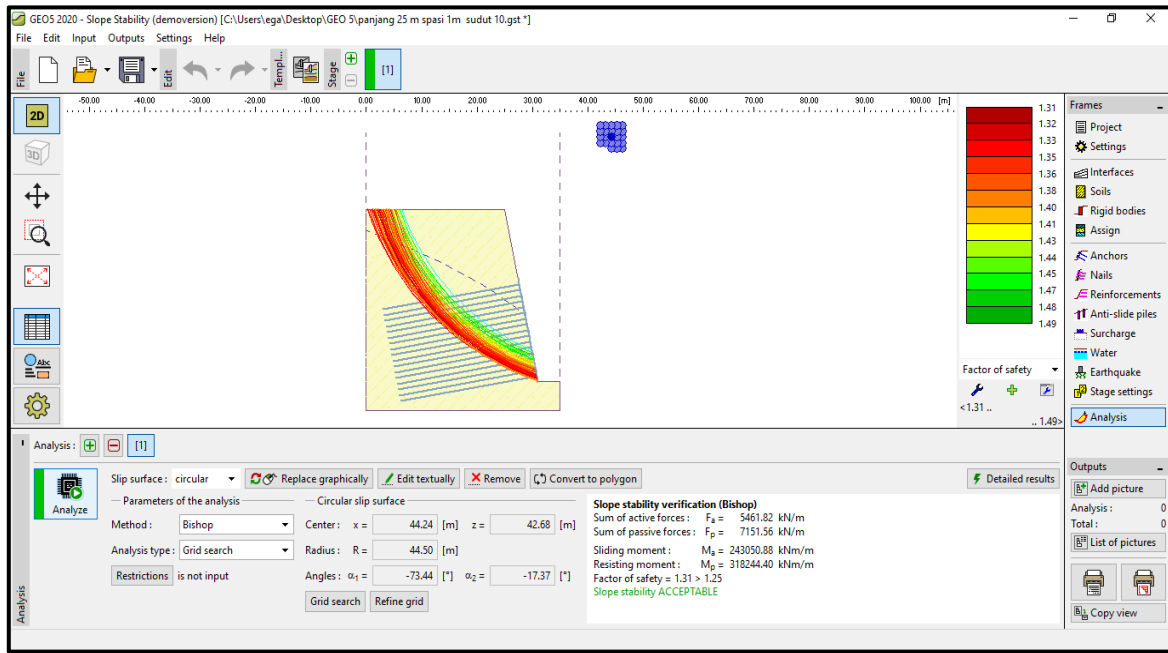 GEO5 2020 - Slope Stability (demoversion) [C:\Users\ega\Desktop\GEO 5\panjang 25 m spasi 1m  sudut 10.gst *]
File Edit Input Outputs Settings Help
File
Edit
Templ...
Stage
[1]
-50.00 -40.00 -30.00 -20.00 -10.00 0.00 10.00 20.00 30.00 40.00 50.00 60.00 70.00 80.00 90.00 100.00 [m]
2D
3D
Abc
1.31
1.32
1.33
1.35
1.36
1.38
1.40
1.41
1.43
1.44
1.45
1.47
1.48
1.49
Factor of safety
<1.31 ..
.. 1.49>
Frames
Project
Settings
Interfaces
Soils
Rigid bodies
Assign
Anchors
Nails
Reinforcements
Anti-slide piles
Surcharge
Water
Earthquake
Stage settings
Analysis
Analysis : [1]
Analyze
Slip surface : circular Replace graphically Edit textually Remove Convert to polygon Detailed results
Parameters of the analysis
Method : Bishop
Analysis type : Grid search
Restrictions is not input
Circular slip surface
Center : x = 44.24 [m] z = 42.68 [m]
Radius : R = 44.50 [m]
Angles : α1 = -73.44 [°] α2 = -17.37 [°]
Grid search Refine grid
Slope stability verification (Bishop)
Sum of active forces : Fa = 5461.82 kN/m
Sum of passive forces : Fp = 7151.56 kN/m
Sliding moment : Ma = 243050.88 kNm/m
Resisting moment : Mp = 318244.40 kNm/m
Factor of safety = 1.31 > 1.25
Slope stability ACCEPTABLE
Analysis
Outputs
Add picture
Analysis : 0
Total : 0
List of pictures
Copy view